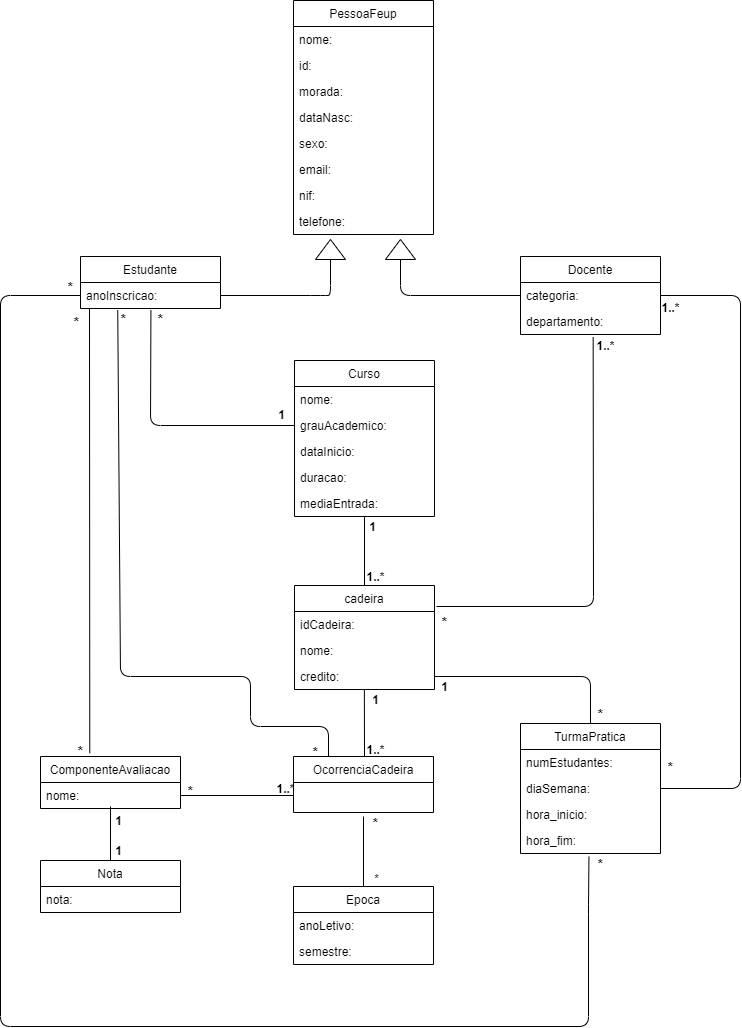 PessoaFeup
nome:
id:
morada:
dataNasc:
sexo:
email:
nif:
telefone:
Estudante
anoInscricao:
Docente
categoria:
departamento:
*
*
*
*
1..*
1..*
Curso
nome:
grauAcademico
dataInicio:
duracao:
mediaEntrada:
1
1
1..*
cadeira
idCadeira:
nome:
credito:
*
1
1
*
1..*
*
*
TurmaPratica
numEstudantes:
diaSemana:
hora_inicio:
hora_fim:
*
*
ComponenteAvaliacao
nome:
*
1..*
OcorrenciaCadeira
1
1
Nota
nota:
*
*
Epoca
anoLetivo:
semestre: